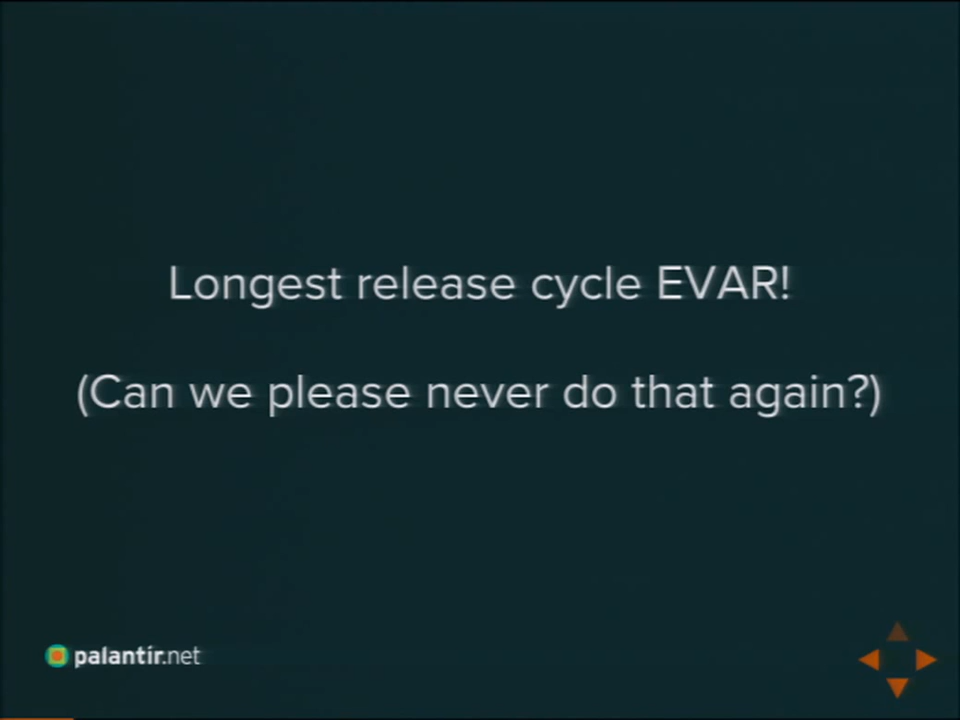 Longest release cycle EVAR!
(Can we please never do that again?)
palantir.net